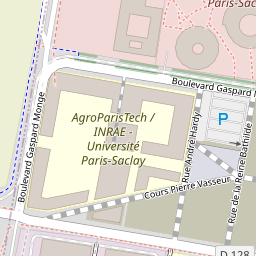 Paris-Saclay
Boulevard Gaspard M
Boulevard Gaspard Monge
AgroParisTech /
INRAE -
Université
Paris-Saclay
P
Rue André Hardy
Rue de la Reine Bathilde
Cours Pierre Vasseur
D 128